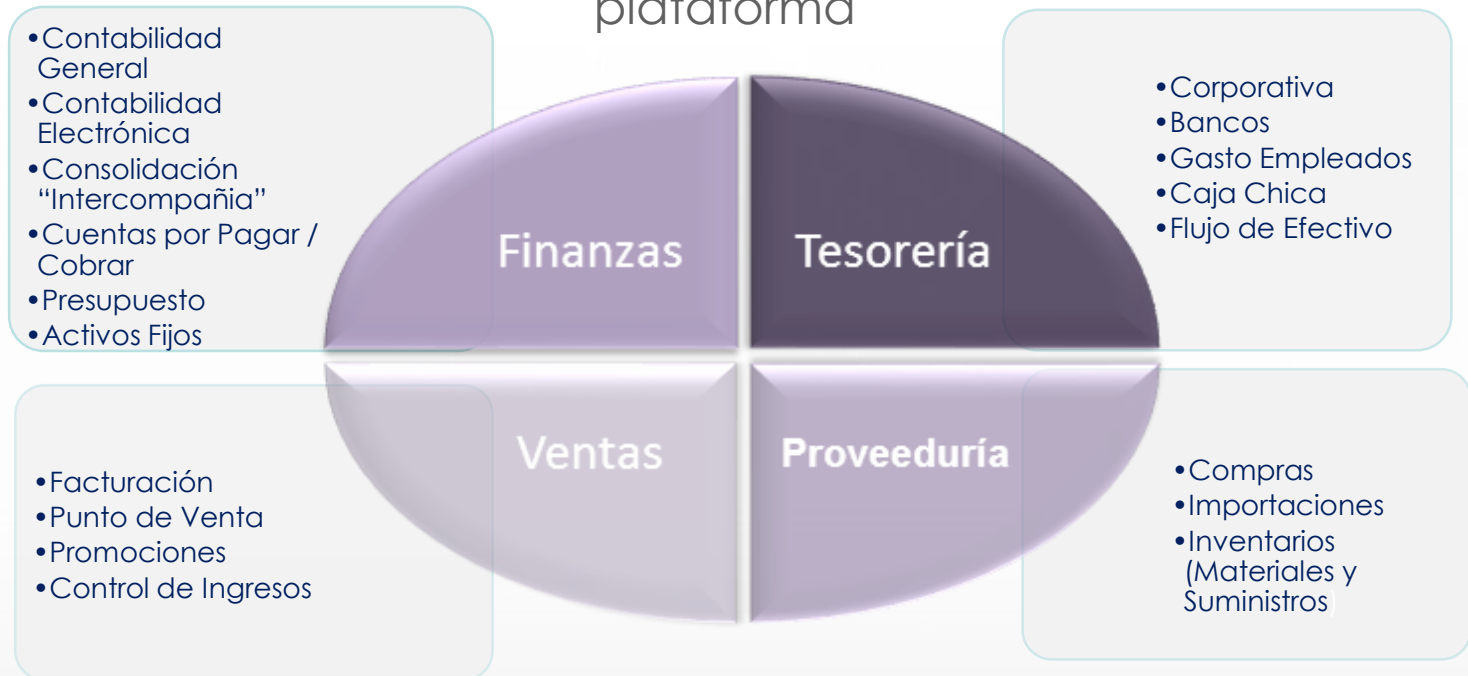 plataforma
•Contabilidad
General
•Contabilidad
Electrónica
•Consolidación
“Intercompañia”
•Cuentas por Pagar /
Cobrar
•Presupuesto
•Activos Fijos
Finanzas
Tesorería
•Corporativa
•Bancos
•Gasto Empleados
•Caja Chica
•Flujo de Efectivo
•Facturación
•Punto de Venta
•Promociones
•Control de Ingresos
Ventas
Proveeduría
•Compras
•Importaciones
•Inventarios
(Materiales y
Suministros)